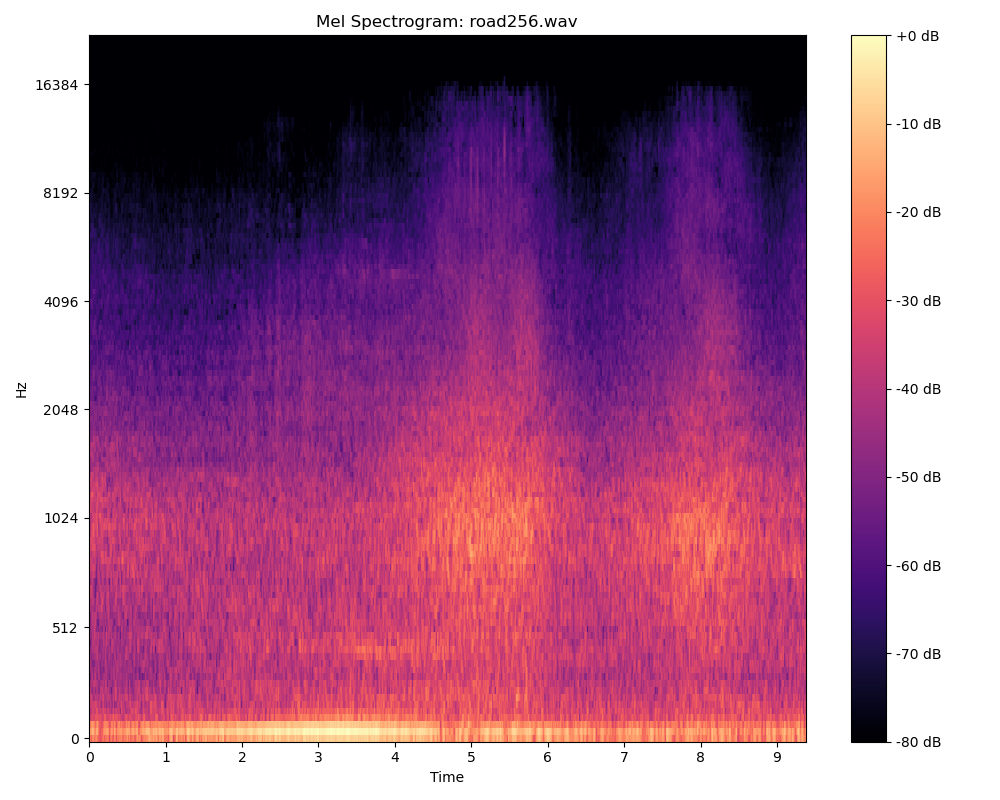 Mel Spectrogram: road256.wav
+0 dB
16384
-10 dB
8192
-20 dB
4096
-30 dB
Hz
2048
-40 dB
-50 dB
1024
-60 dB
512
-70 dB
0
-80 dB
0 1 2 3 4 5 6 7 8 9
Time